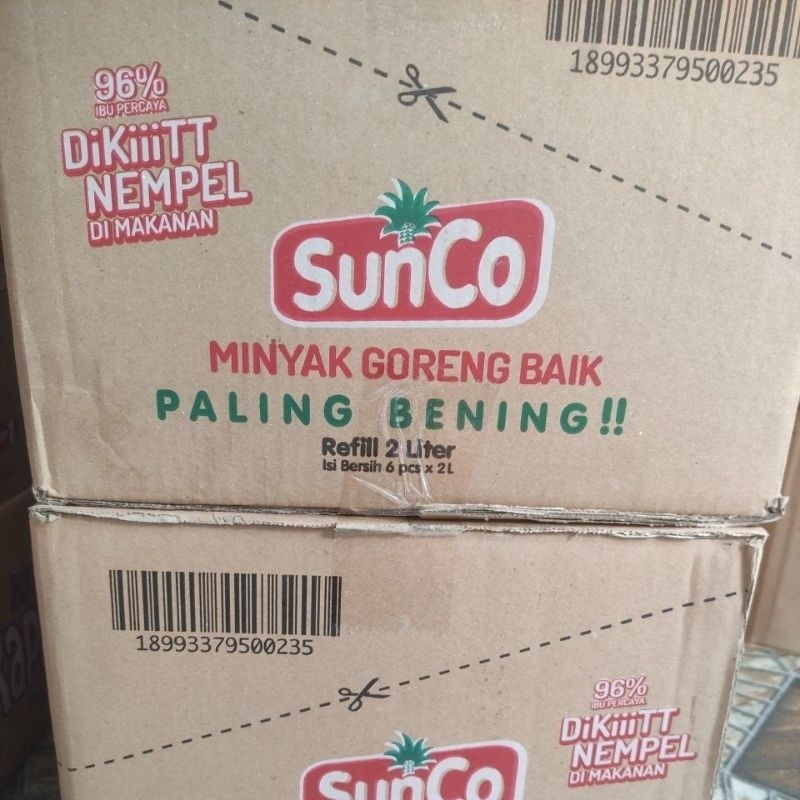 18993379500235
96%
IBU PERCAYA
DiKiiiTT
NEMPEL
DI MAKANAN
SunCo
MINYAK GORENG BAIK
PALING BENING!!
Refill 2 Liter
Isi Bersih 6 pcs x 2L
18993379500235
96%
IBU PERCAYA
DiKiiiTT
NEMPEL
DI MAKANAN
SunCo